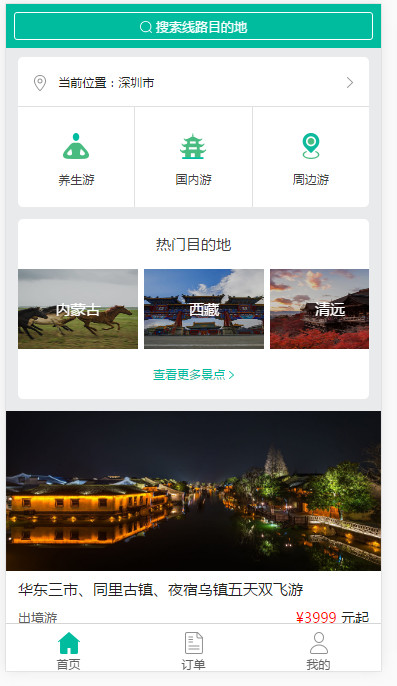 搜索线路目的地
当前位置：深圳市
养生游 国内游 周边游
热门目的地
内蒙古 西藏 清远
查看更多景点
华东三市、同里古镇、夜宿乌镇五天双飞游
出境游 ¥3999 元起
首页 订单 我的